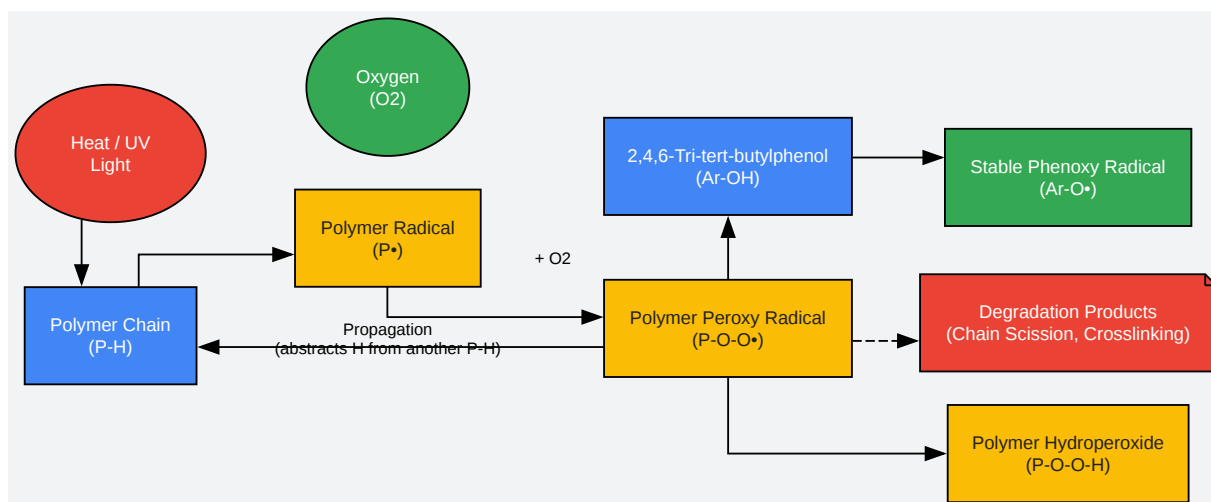 Oxygen
(O2)
Heat / UV
Light
2,4,6-Tri-tert-butylphenol
(Ar-OH)
Stable Phenoxy Radical
(Ar-O•)
Polymer Radical
(P•)
+ O2
Polymer Chain
(P-H)
Propagation
(abstracts H from another P-H)
Polymer Peroxy Radical
(P-O-O•)
Degradation Products
(Chain Scission, Crosslinking)
Polymer Hydroperoxide
(P-O-O-H)